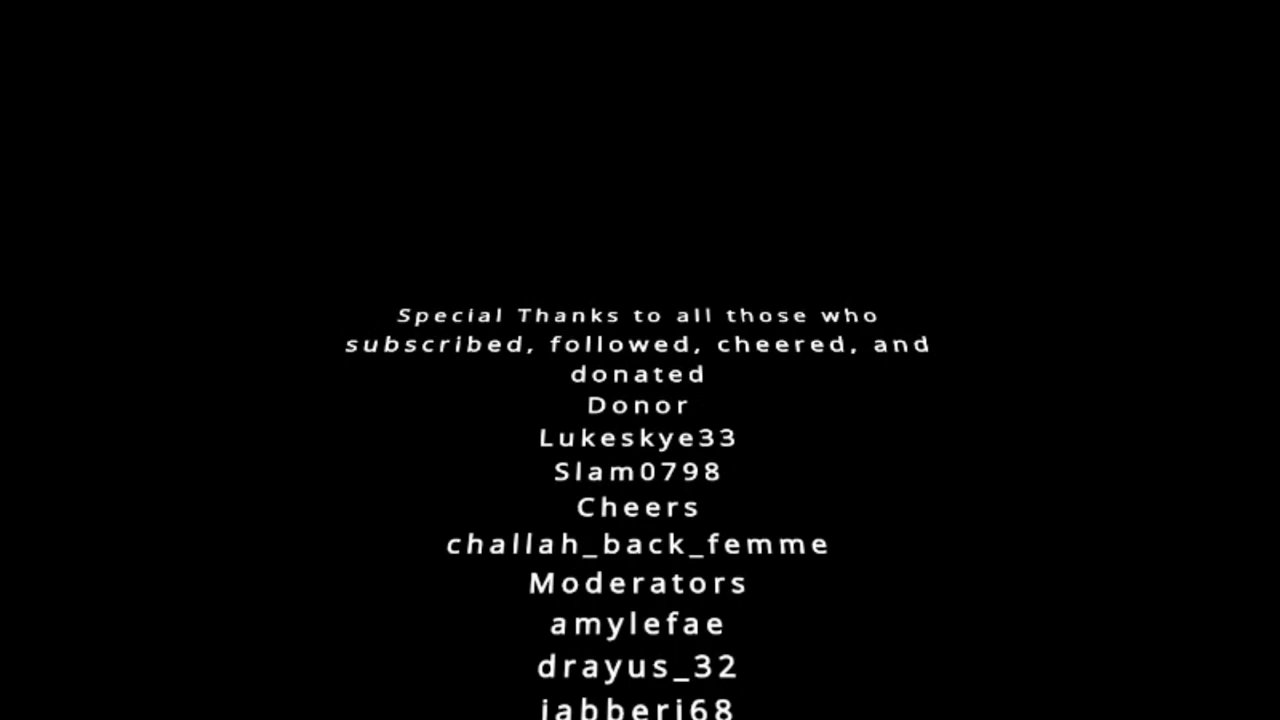 Special Thanks to all those who
subscribed, followed, cheered, and
donated
Donor
Lukeskye33
Slam0798
Cheers
challah_back_femme
Moderators
amylefae
drayus_32